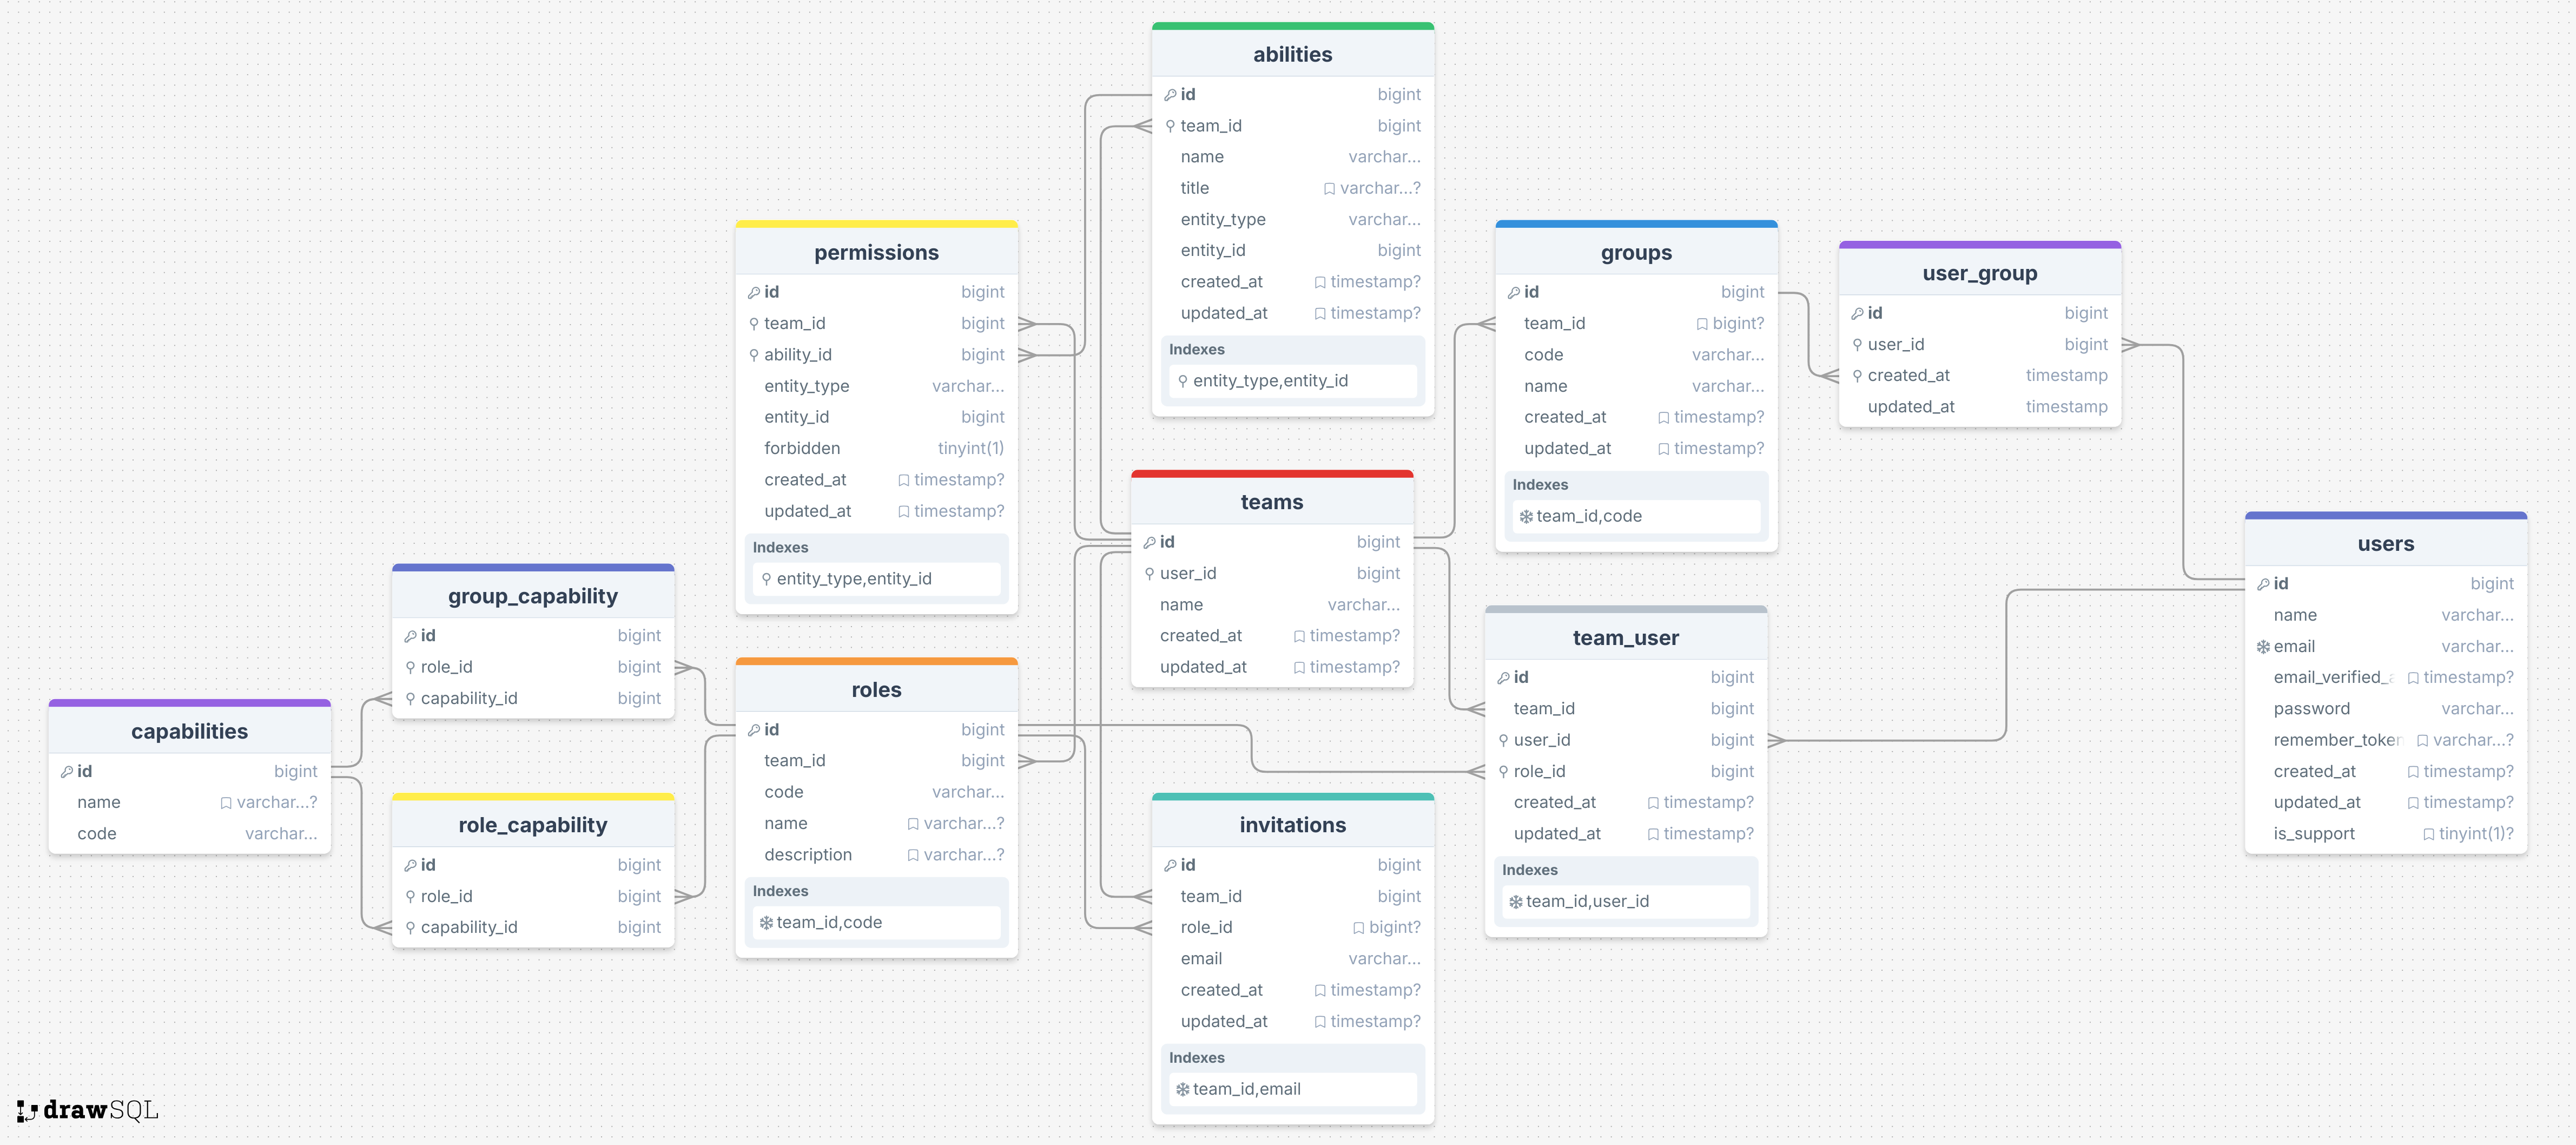 abilities
id bigint
team_id bigint
name varchar...
title varchar...?
entity_type varchar...
entity_id bigint
created_at timestamp?
updated_at timestamp?
Indexes
entity_type,entity_id
permissions
id bigint
team_id bigint
ability_id bigint
entity_type varchar...
entity_id bigint
forbidden tinyint(1)
created_at timestamp?
updated_at timestamp?
Indexes
entity_type,entity_id
groups
id bigint
team_id bigint?
code varchar...
name varchar...
created_at timestamp?
updated_at timestamp?
Indexes
team_id,code
user_group
id bigint
user_id bigint
created_at timestamp
updated_at timestamp
teams
id bigint
user_id bigint
name varchar...
created_at timestamp?
updated_at timestamp?
users
id bigint
name varchar...
email varchar...
email_verified_ timestamp?
password varchar...
remember_token varchar...?
created_at timestamp?
updated_at timestamp?
is_support tinyint(1)?
group_capability
id bigint
role_id bigint
capability_id bigint
team_user
id bigint
team_id bigint
user_id bigint
role_id bigint
created_at timestamp?
updated_at timestamp?
Indexes
team_id,user_id
roles
id bigint
team_id bigint
code varchar...
name varchar...?
description varchar...?
Indexes
team_id,code
capabilities
id bigint
name varchar...?
code varchar...
role_capability
id bigint
role_id bigint
capability_id bigint
invitations
id bigint
team_id bigint
role_id bigint?
email varchar...
created_at timestamp?
updated_at timestamp?
Indexes
team_id,email
drawSQL